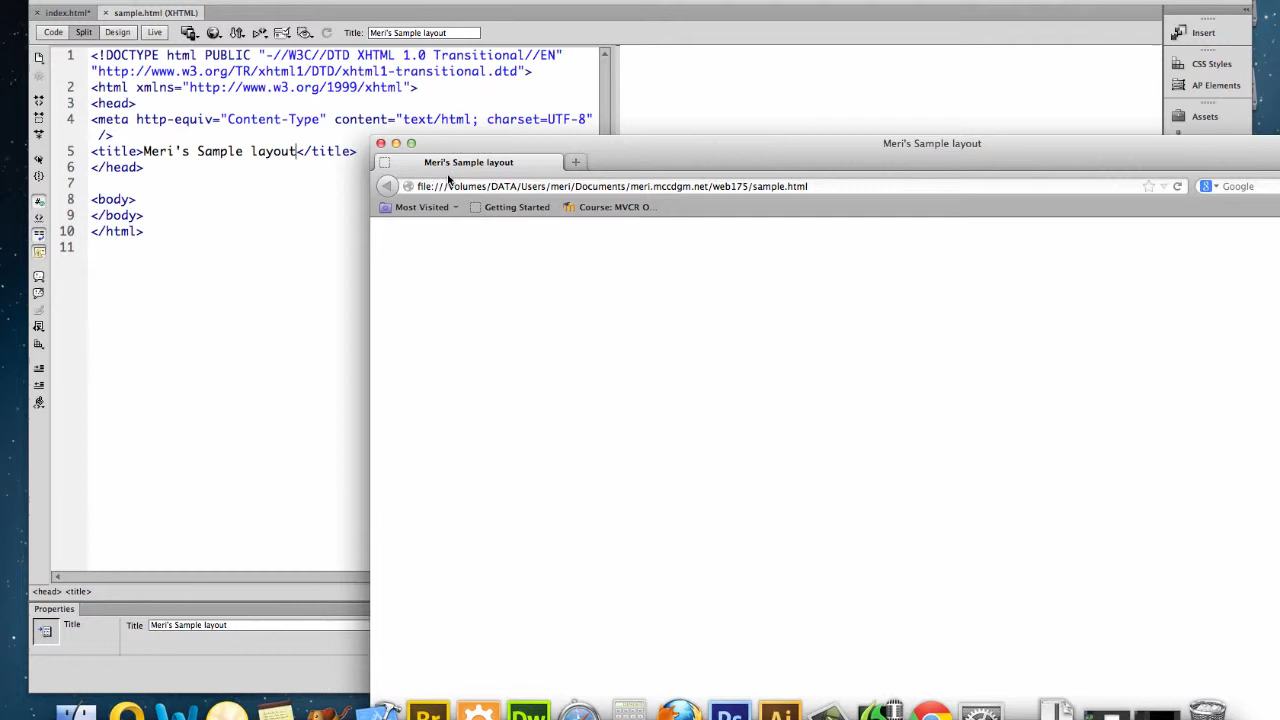 index.html*
sample.html (XHTML)
Code Split Design Live Title: Meri's Sample layout
1 <!DOCTYPE html PUBLIC "-//W3C//DTD XHTML 1.0 Transitional//EN"
"http://www.w3.org/TR/xhtml1/DTD/xhtml1-transitional.dtd">
2 <html xmlns="http://www.w3.org/1999/xhtml">
3 <head>
4 <meta http-equiv="Content-Type" content="text/html; charset=UTF-8"
/>
5 <title>Meri's Sample layout</title>
6 </head>
7
8 <body>
9 </body>
10 </html>
11
<head> <title>
Properties
Title
Title Meri's Sample layout
Meri's Sample layout
Meri's Sample layout
file:///Volumes/DATA/Users/meri/Documents/meri.mccdgm.net/web175/sample.html
Google
Most Visited Getting Started Course: MVCR O...
Insert
CSS Styles
AP Elements
Assets
Br Dw Ps Ai